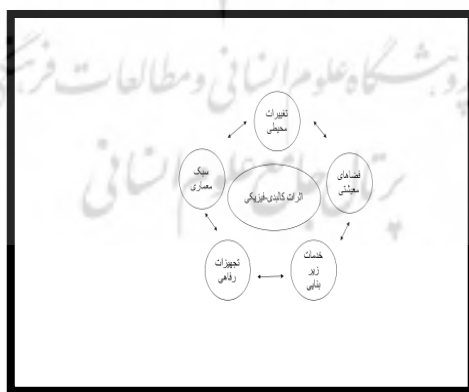 پژوهشگاه علوم انسانی و مطالعات فرهنگی
پرتال جامع علوم انسانی
تغییرات
محیطی
سبک
معماری
فضاهای
معیشتی
اثرات کالبدی-فیزیکی
تجهیزات
رفاهی
خدمات
زیر
بنایی